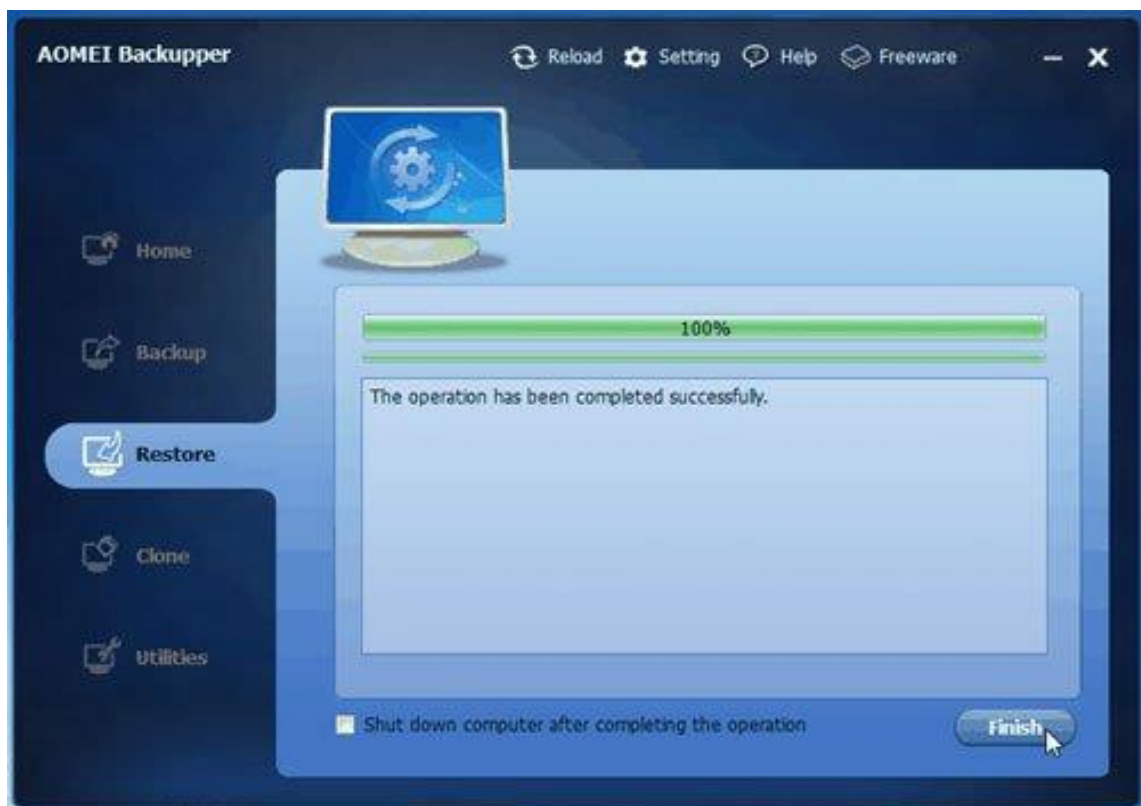 AOMEI Backupper
Reload Setting Help Freeware
Home
100%
Backup
The operation has been completed successfully.
Restore
Clone
Utilities
Shut down computer after completing the operation
Finish